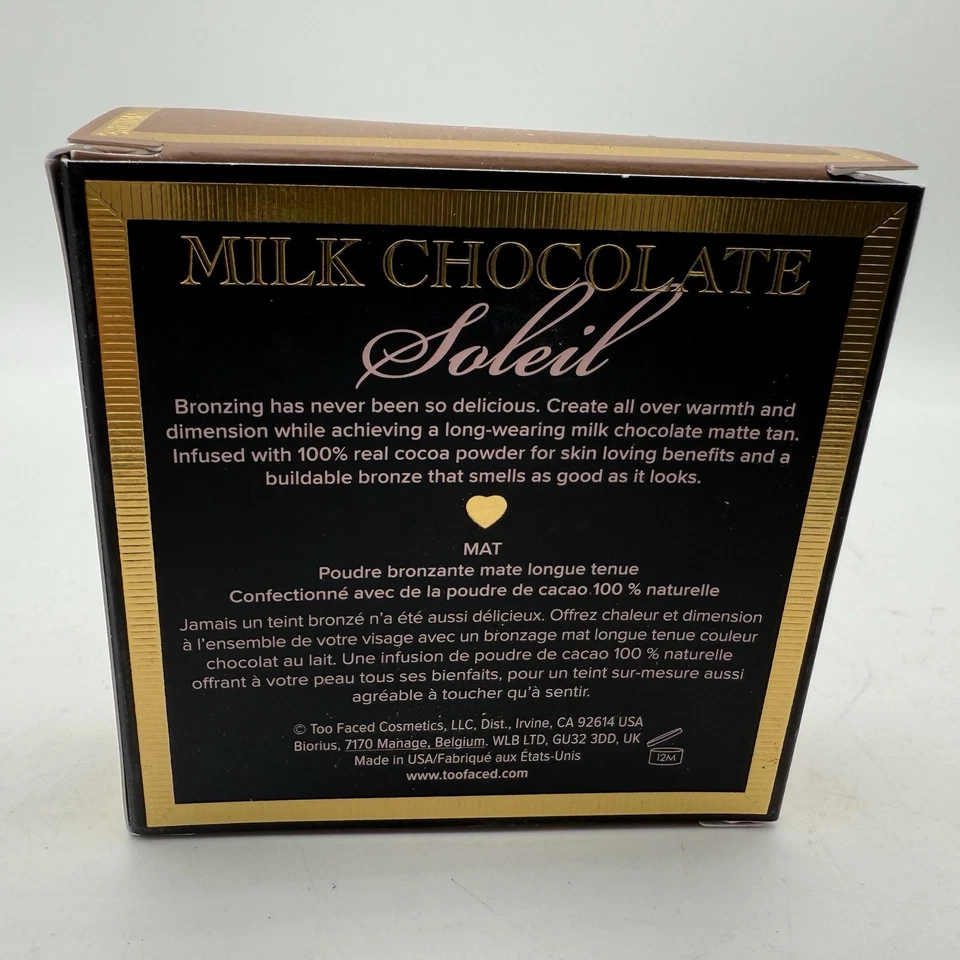 MILK CHOCOLATE
Soleil
Bronzing has never been so delicious. Create all over warmth and
dimension while achieving a long-wearing milk chocolate matte tan.
Infused with 100% real cocoa powder for skin loving benefits and a
buildable bronze that smells as good as it looks.
MAT
Poudre bronzante mate longue tenue
Confectionné avec de la poudre de cacao 100 % naturelle
Jamais un teint bronzé n'a été aussi délicieux. Offrez chaleur et dimension
à l'ensemble de votre visage avec un bronzage mat longue tenue couleur
chocolat au lait. Une infusion de poudre de cacao 100 % naturelle
offrant à votre peau tous ses bienfaits, pour un teint sur-mesure aussi
agréable à toucher qu'à sentir.
© Too Faced Cosmetics, LLC, Dist., Irvine, CA 92614 USA
Biorius, 7170 Manage, Belgium. WLB LTD, GU32 3DD, UK
12M
Made in USA/Fabriqué aux États-Unis
www.toofaced.com